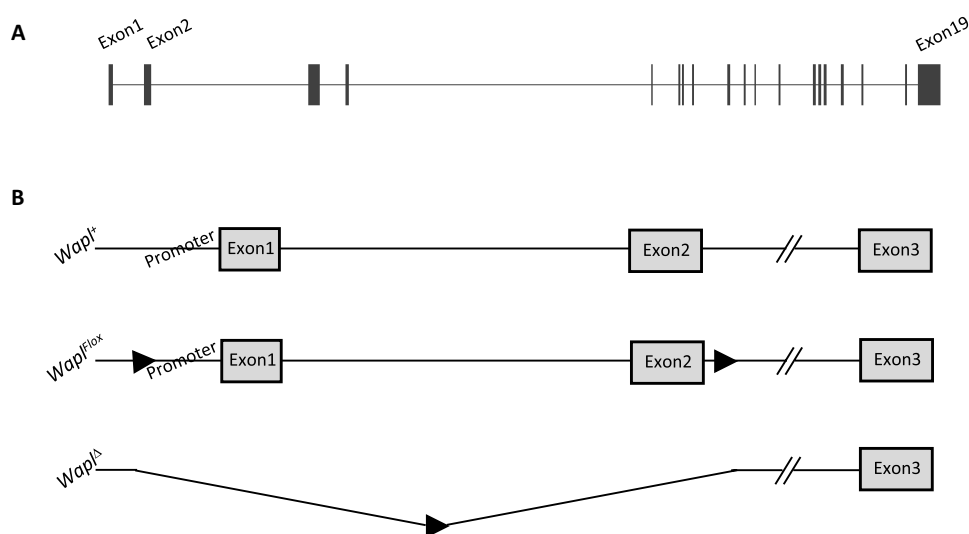 A
Exon1
Exon2
Exon19
B
Wapl+
Promoter
Exon1
Exon2
Exon3
WaplFlox
Promoter
Exon1
Exon2
Exon3
WaplΔ
Exon3